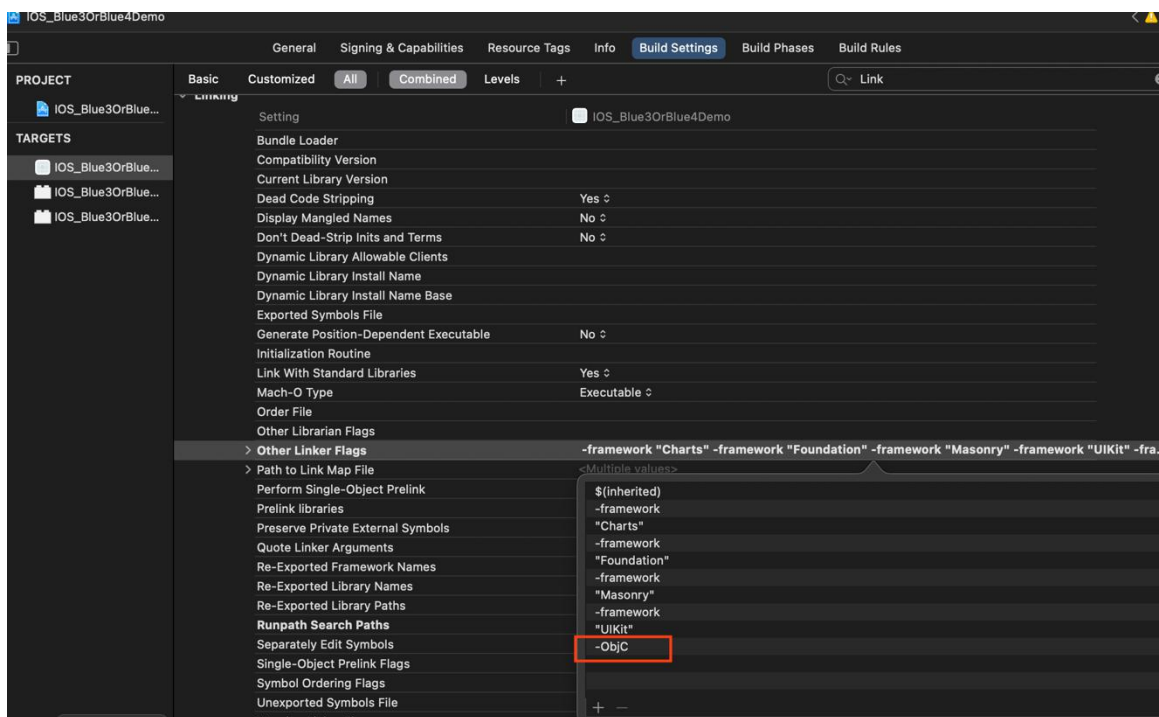 IOS_Blue3OrBlue4Demo
General Signing & Capabilities Resource Tags Info Build Settings Build Phases Build Rules
PROJECT
IOS_Blue3OrBlue...
TARGETS
IOS_Blue3OrBlue...
IOS_Blue3OrBlue...
IOS_Blue3OrBlue...
Basic Customized All Combined Levels + Link
Linking
Setting IOS_Blue3OrBlue4Demo
Bundle Loader
Compatibility Version
Current Library Version
Dead Code Stripping Yes
Display Mangled Names No
Don't Dead-Strip Inits and Terms No
Dynamic Library Allowable Clients
Dynamic Library Install Name
Dynamic Library Install Name Base
Exported Symbols File
Generate Position-Dependent Executable No
Initialization Routine
Link With Standard Libraries Yes
Mach-O Type Executable
Order File
Other Librarian Flags
Other Linker Flags -framework "Charts" -framework "Foundation" -framework "Masonry" -framework "UIKit" -fra...
Path to Link Map File <Multiple values>
Perform Single-Object Prelink
Prelink libraries
Preserve Private External Symbols
Quote Linker Arguments
Re-Exported Framework Names
Re-Exported Library Names
Re-Exported Library Paths
Runpath Search Paths
Separately Edit Symbols
Single-Object Prelink Flags
Symbol Ordering Flags
Unexported Symbols File
$(inherited)
-framework
"Charts"
-framework
"Foundation"
-framework
"Masonry"
-framework
"UIKit"
-ObjC
+ −